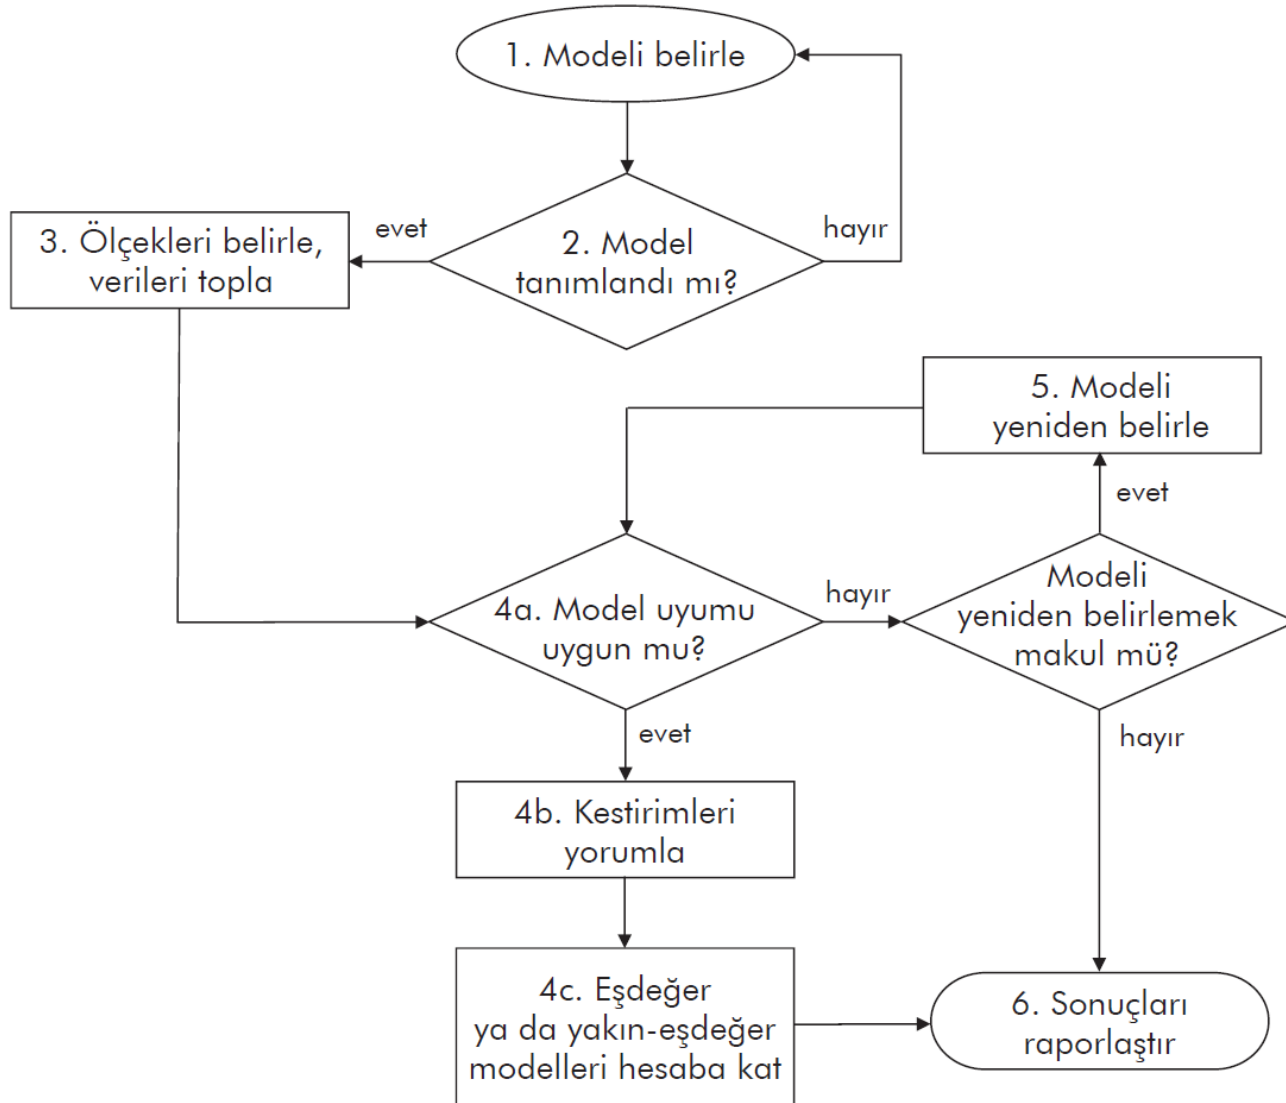 1. Modeli belirle
2. Model
tanımlandı mı?
evet
hayır
3. Ölçekleri belirle,
verileri topla
5. Modeli
yeniden belirle
evet
4a. Model uyumu
uygun mu?
hayır
Modeli
yeniden belirlemek
makul mü?
evet
hayır
4b. Kestirimleri
yorumla
4c. Eşdeğer
ya da yakın-eşdeğer
modelleri hesaba kat
6. Sonuçları
raporlaştır